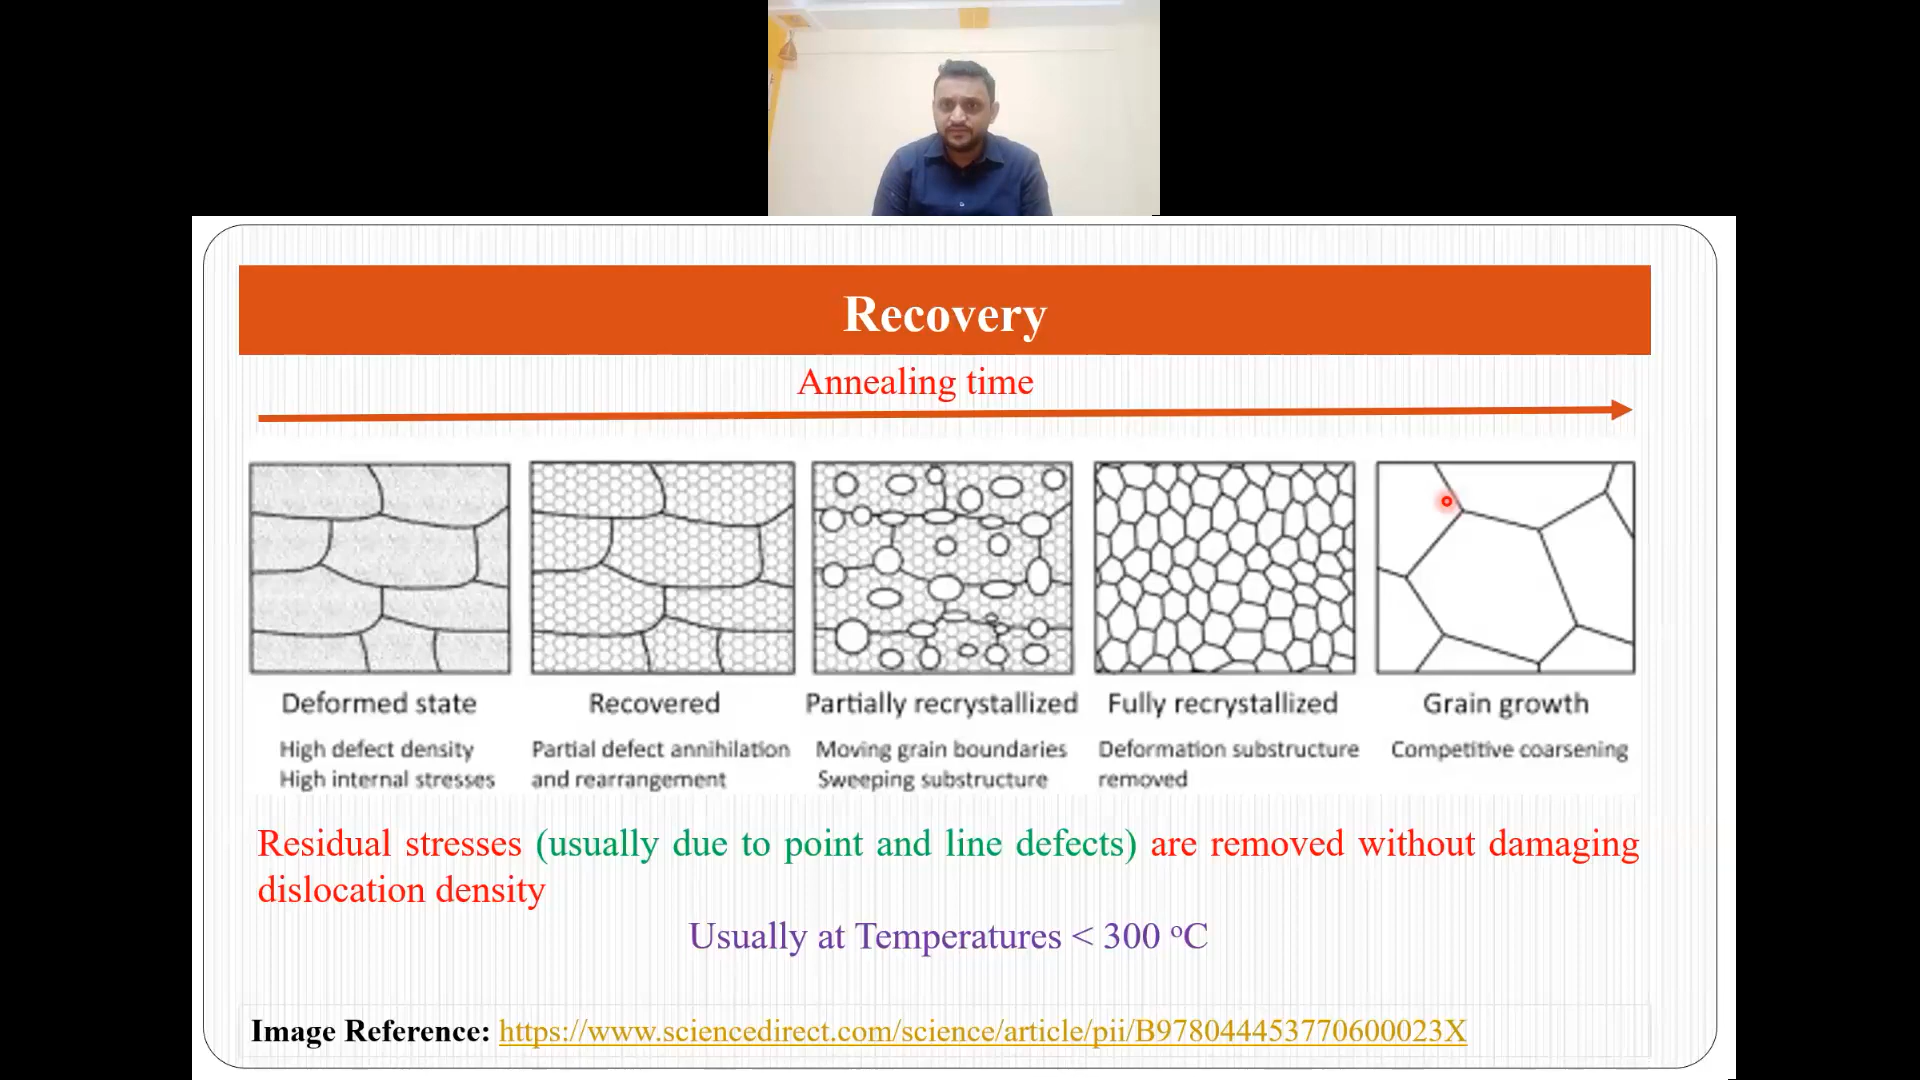 Recovery
Annealing time
Deformed state
Recovered
Partially recrystallized
Fully recrystallized
Grain growth
High defect density
High internal stresses
Partial defect annihilation
and rearrangement
Moving grain boundaries
Sweeping substructure
Deformation substructure
removed
Competitive coarsening
Residual stresses (usually due to point and line defects) are removed without damaging
dislocation density
Usually at Temperatures < 300 °C
Image Reference: https://www.sciencedirect.com/science/article/pii/B978044453770600023X